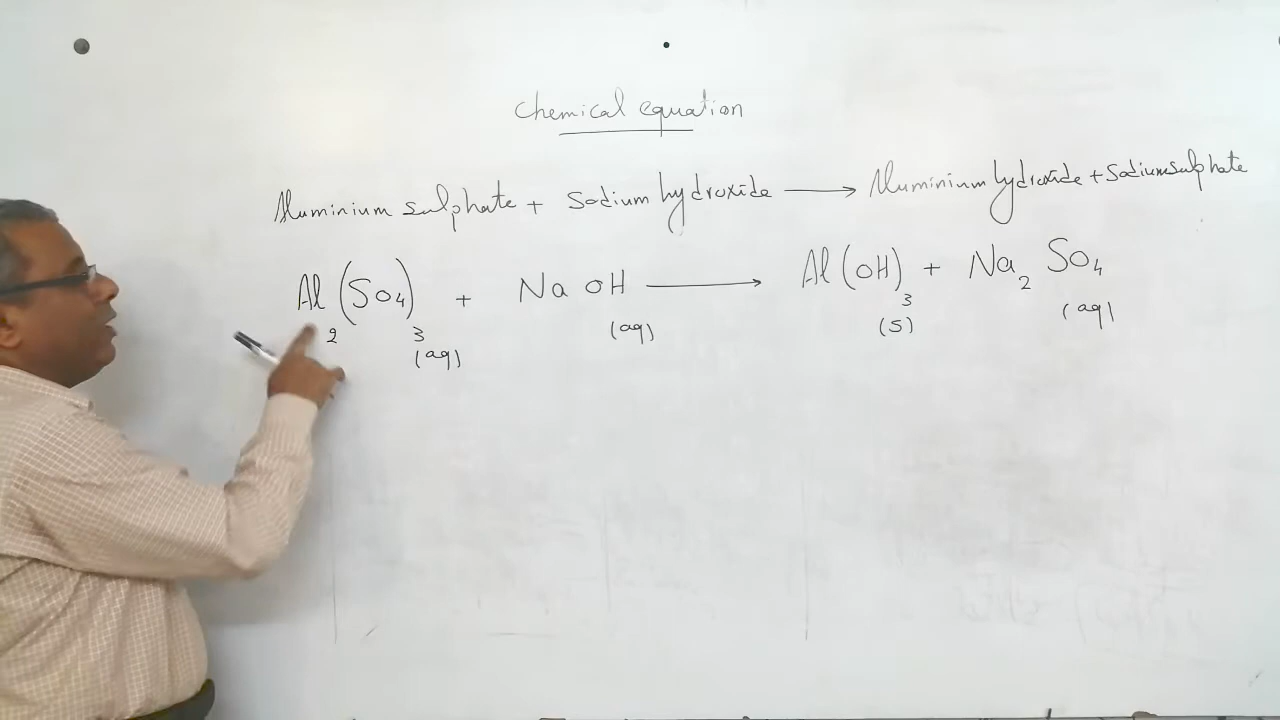 Chemical equation
Aluminium sulphate + Sodium hydroxide ⟶ Aluminium hydroxide + Sodium sulphate
Al₂(SO₄)₃ + NaOH ⟶ Al(OH)₃ + Na₂SO₄
(aq) (aq) (S) (aq)